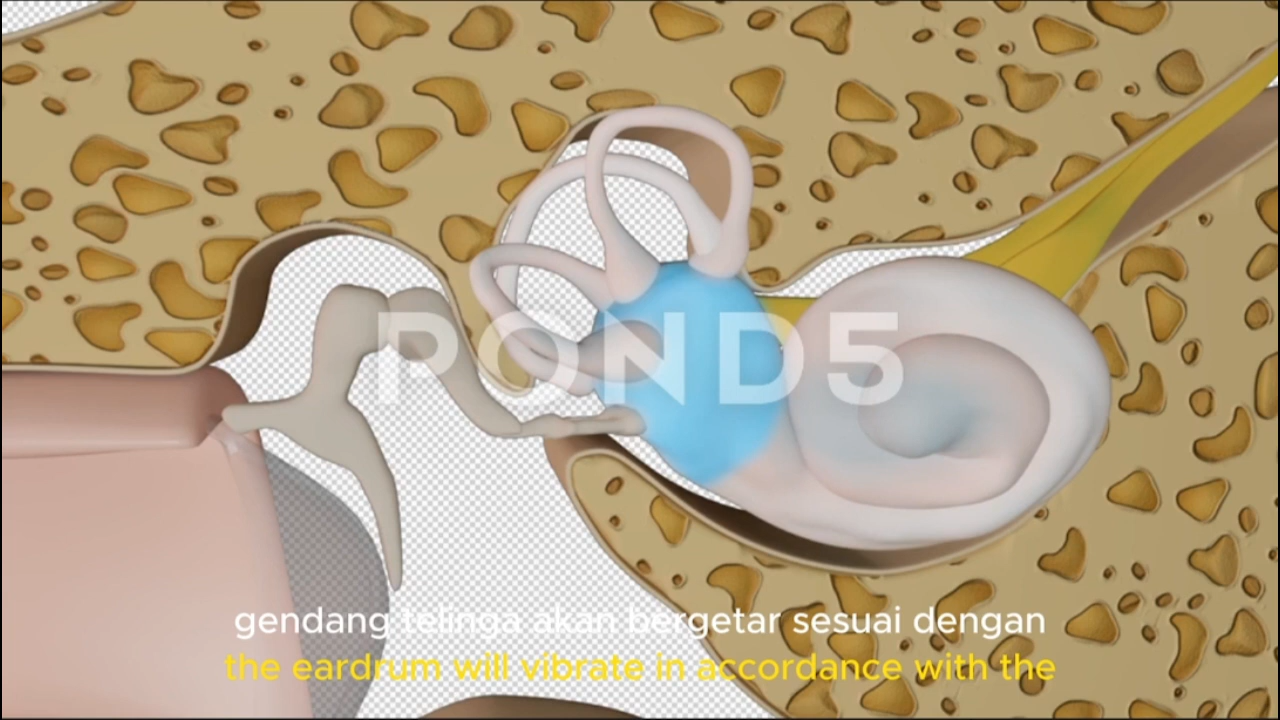 POND5
gendang telinga akan bergetar sesuai dengan
the eardrum will vibrate in accordance with the